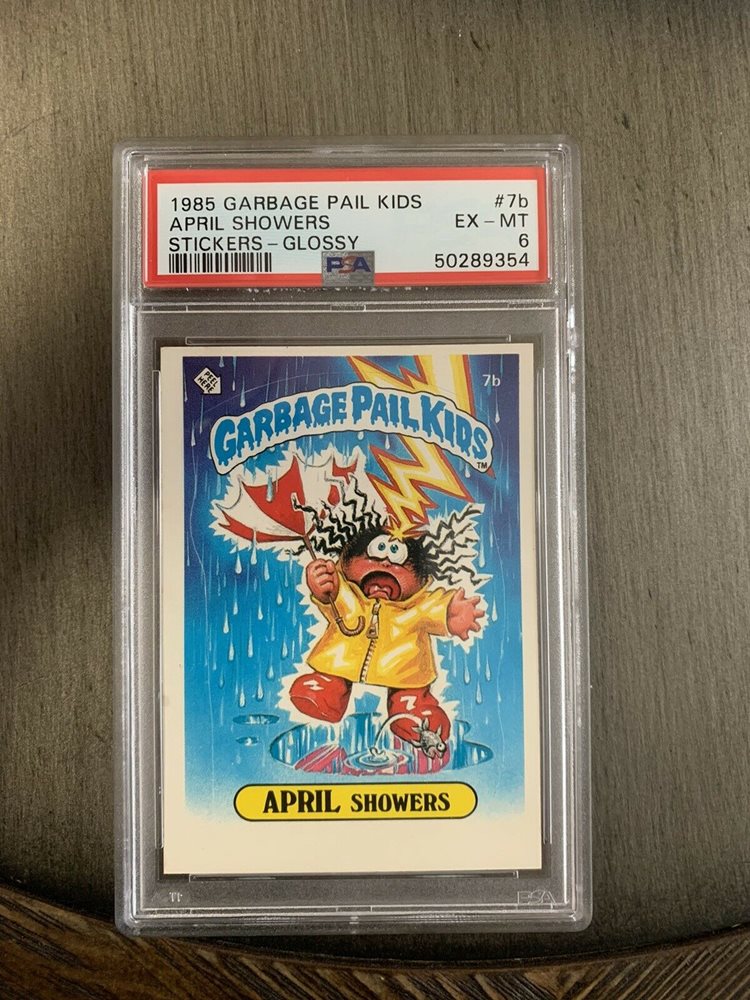 1985 GARBAGE PAIL KIDS #7b
APRIL SHOWERS EX - MT
STICKERS - GLOSSY 6
PSA 50289354
PEEL HERE
7b
GARBAGE PAIL KIDS
TM
APRIL SHOWERS
PSA